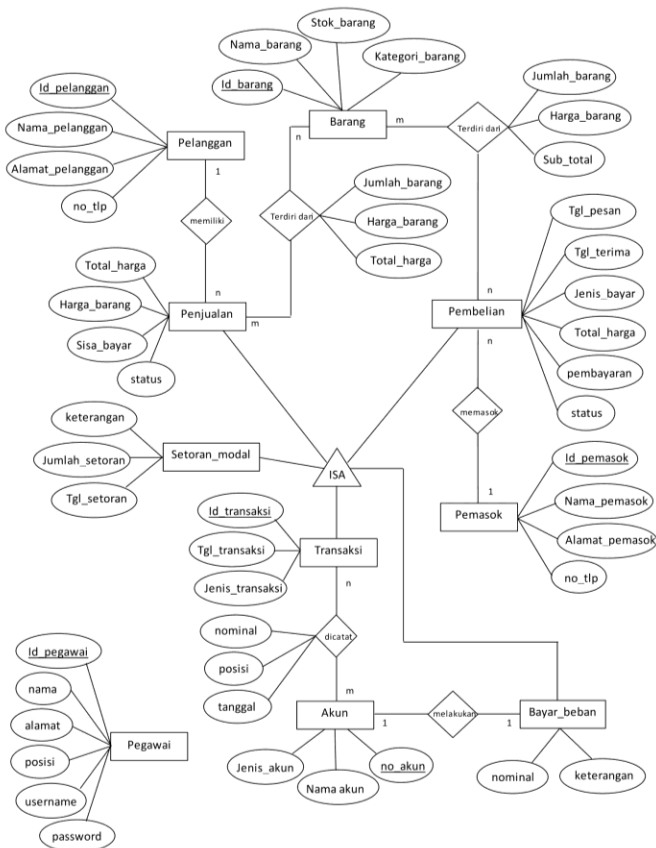 Stok_barang
Nama_barang
Kategori_barang
Id_barang
Barang
m
n
Terdiri dari
Jumlah_barang
Harga_barang
Sub_total
Id_pelanggan
Nama_pelanggan
Alamat_pelanggan
no_tlp
Pelanggan
1
memiliki
n
Terdiri dari
Jumlah_barang
Harga_barang
Total_harga
Total_harga
Harga_barang
Sisa_bayar
status
Penjualan
m
Tgl_pesan
Tgl_terima
Jenis_bayar
Total_harga
pembayaran
status
n
Pembelian
n
memasok
1
Pemasok
Id_pemasok
Nama_pemasok
Alamat_pemasok
no_tlp
keterangan
Jumlah_setoran
Tgl_setoran
Setoran_modal
ISA
Id_transaksi
Tgl_transaksi
Jenis_transaksi
Transaksi
n
nominal
posisi
tanggal
dicatat
m
Akun
1
melakukan
1
Bayar_beban
Jenis_akun
Nama akun
no_akun
nominal
keterangan
Id_pegawai
nama
alamat
posisi
username
password
Pegawai